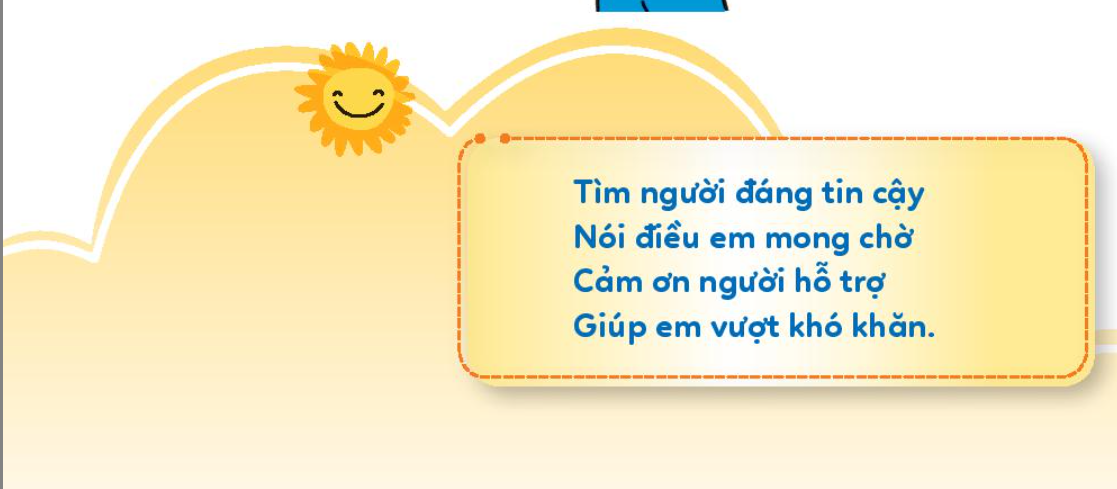 Tìm người đáng tin cậy
Nói điều em mong chờ
Cảm ơn người hỗ trợ
Giúp em vượt khó khăn.